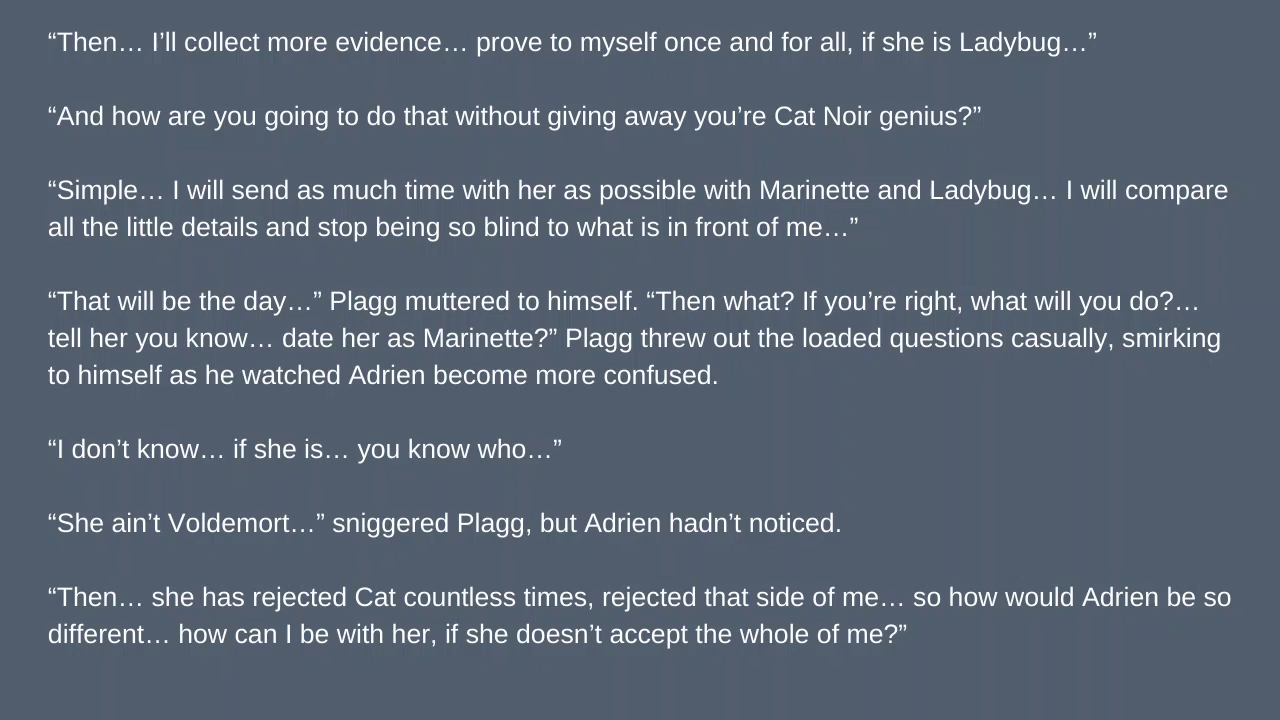 “Then… I’ll collect more evidence… prove to myself once and for all, if she is Ladybug…”
“And how are you going to do that without giving away you’re Cat Noir genius?”
“Simple… I will send as much time with her as possible with Marinette and Ladybug… I will compare
all the little details and stop being so blind to what is in front of me…”
“That will be the day…” Plagg muttered to himself. “Then what? If you’re right, what will you do?…
tell her you know… date her as Marinette?” Plagg threw out the loaded questions casually, smirking
to himself as he watched Adrien become more confused.
“I don’t know… if she is… you know who…”
“She ain’t Voldemort…” sniggered Plagg, but Adrien hadn’t noticed.
“Then… she has rejected Cat countless times, rejected that side of me… so how would Adrien be so
different… how can I be with her, if she doesn’t accept the whole of me?”